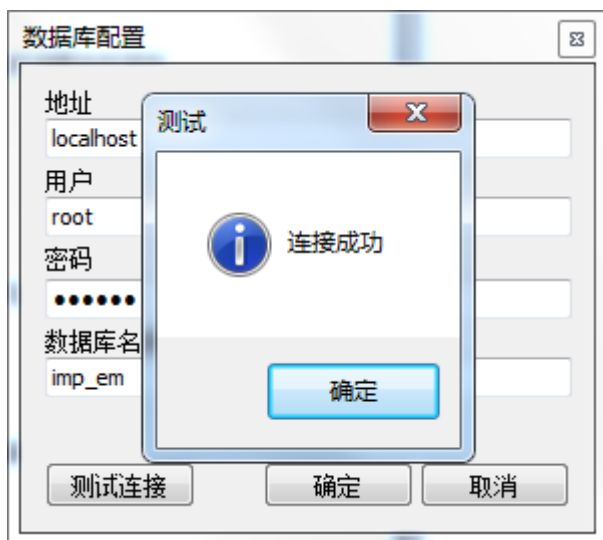 数据库配置
地址
localhost
用户
root
密码
••••••
数据库名
imp_em
测试
连接成功
确定
测试连接
确定
取消